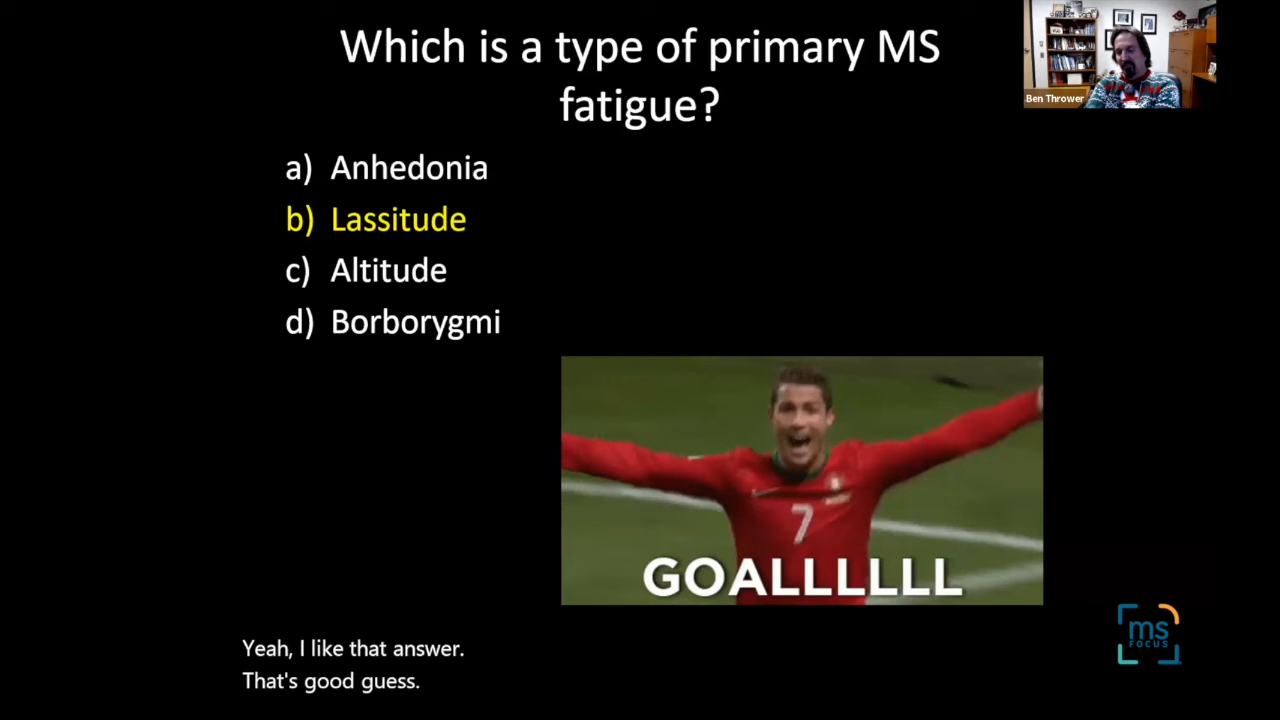 Which is a type of primary MS
fatigue?
Ben Thrower
a) Anhedonia
b) Lassitude
c) Altitude
d) Borborygmi
7
GOALLLLLL
Yeah, I like that answer.
That's good guess.
ms
FOCUS